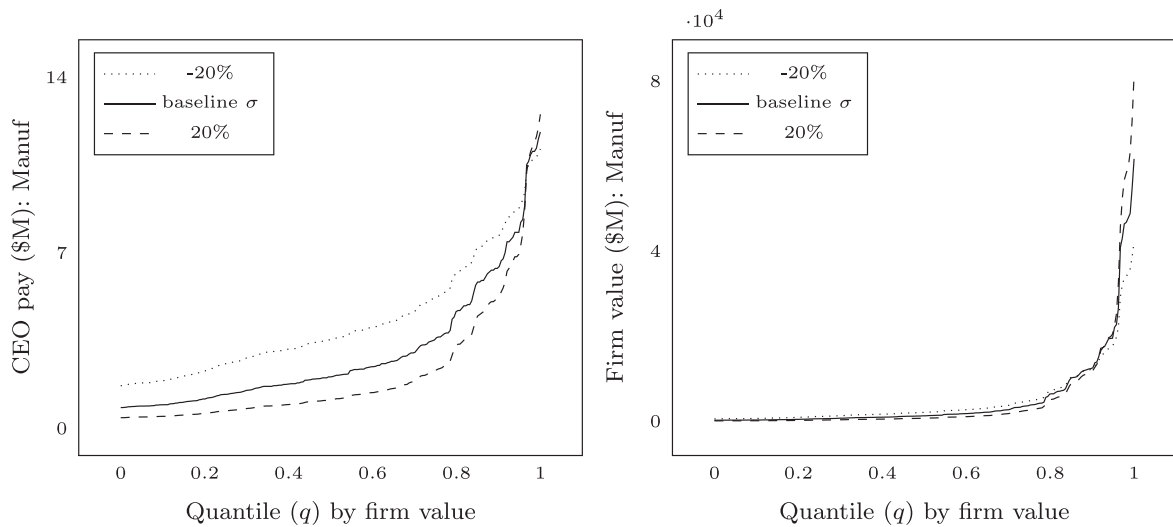 -20%
baseline σ
20%
14
7
0
CEO pay ($M): Manuf
0 0.2 0.4 0.6 0.8 1
Quantile (q) by firm value
·10⁴
-20%
baseline σ
20%
8
4
0
Firm value ($M): Manuf
0 0.2 0.4 0.6 0.8 1
Quantile (q) by firm value